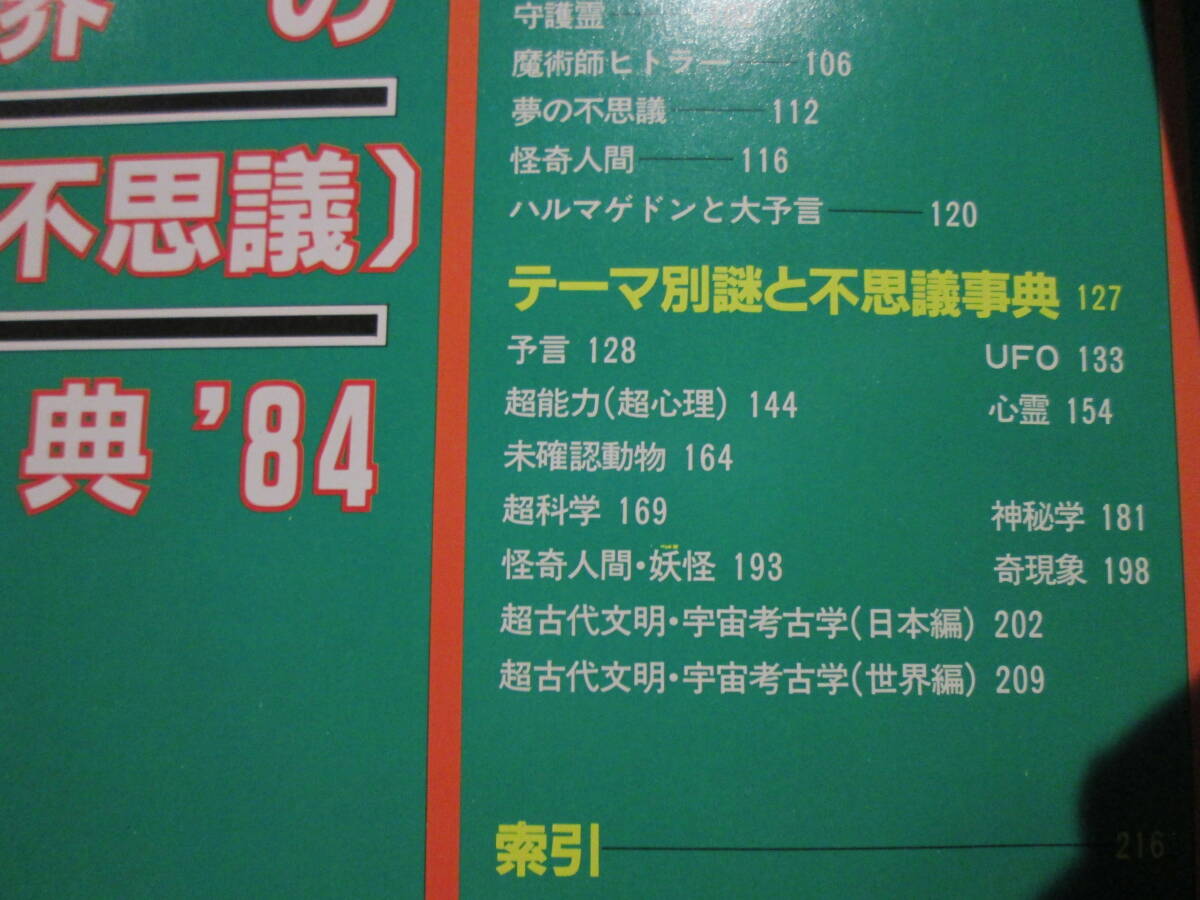 界の
不思議〕
典 '84
守護霊
魔術師ヒトラー 106
夢の不思議 112
怪奇人間 116
ハルマゲドンと大予言 120
テーマ別謎と不思議事典 127
予言 128 UFO 133
超能力(超心理) 144 心霊 154
未確認動物 164
超科学 169 神秘学 181
怪奇人間・妖怪 193 奇現象 198
超古代文明・宇宙考古学(日本編) 202
超古代文明・宇宙考古学(世界編) 209
索引 216